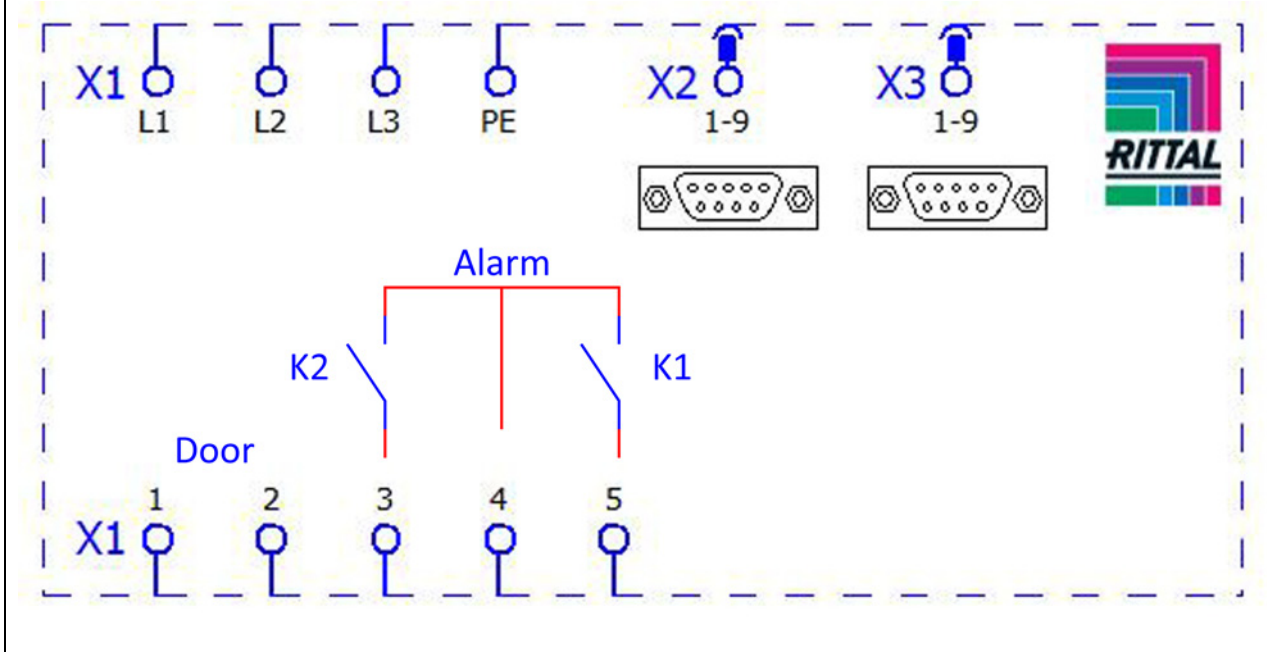 X1 L1 L2 L3 PE X2 1-9 X3 1-9
RITTAL
Alarm
K2 K1
Door
1 2 3 4 5
X1